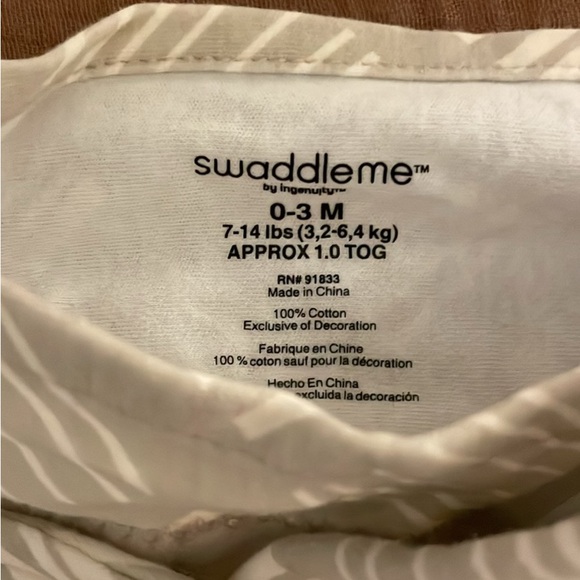 swaddleme™
by ingenuity™
0-3 M
7-14 lbs (3,2-6,4 kg)
APPROX 1.0 TOG
RN# 91833
Made in China
100% Cotton
Exclusive of Decoration
Fabrique en Chine
100 % coton sauf pour la décoration
Hecho En China
la decoración